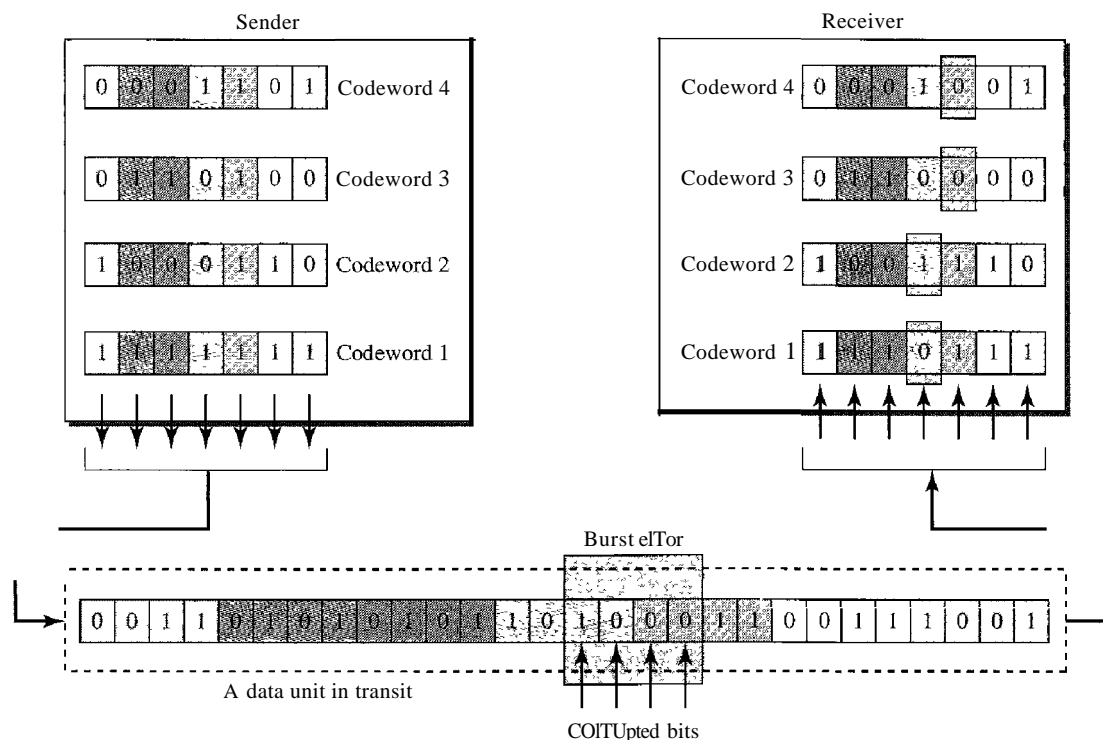 Sender
0 0 0 1 1 0 1 Codeword 4
0 1 1 0 1 0 0 Codeword 3
1 0 0 0 1 1 0 Codeword 2
1 1 1 1 1 1 1 Codeword 1
Receiver
Codeword 4 0 0 0 1 0 0 1
Codeword 3 0 1 1 0 0 0 0
Codeword 2 1 0 0 1 1 1 0
Codeword 1 1 1 1 0 1 1 1
Burst elTor
0 0 1 1 0 1 0 1 0 1 0 1 1 0 1 0 0 0 1 1 0 0 1 1 1 0 0 1
A data unit in transit
COlTUpted bits